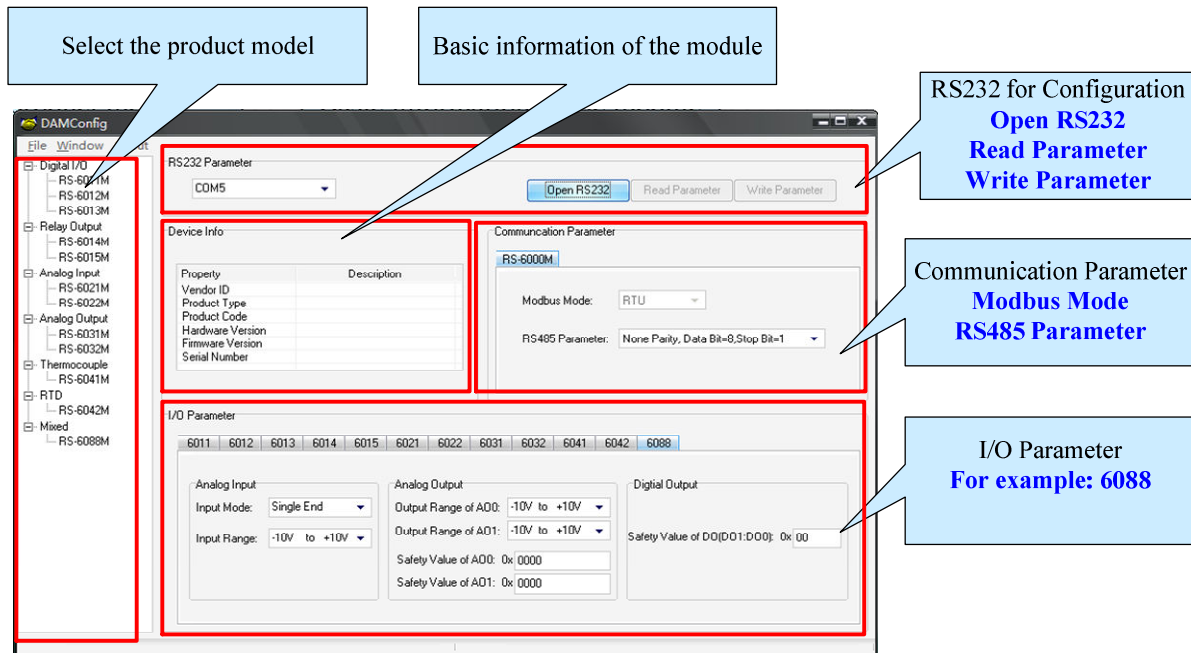 Select the product model
Basic information of the module
RS232 for Configuration
Open RS232
Read Parameter
Write Parameter
DAMConfig
File Window
Digital I/O
RS-6011M
RS-6012M
RS-6013M
Relay Output
RS-6014M
RS-6015M
Analog Input
RS-6021M
RS-6022M
Analog Output
RS-6031M
RS-6032M
Thermocouple
RS-6041M
RTD
RS-6042M
Mixed
RS-6088M
RS232 Parameter
COM5
Open RS232 Read Parameter Write Parameter
Device Info
Property Description
Vendor ID
Product Type
Product Code
Hardware Version
Firmware Version
Serial Number
Communcation Parameter
RS-6000M
Modbus Mode: RTU
RS485 Parameter: None Parity, Data Bit=8,Stop Bit=1
Communication Parameter
Modbus Mode
RS485 Parameter
I/O Parameter
6011 6012 6013 6014 6015 6021 6022 6031 6032 6041 6042 6088
Analog Input
Input Mode: Single End
Input Range: -10V to +10V
Analog Output
Output Range of AO0: -10V to +10V
Output Range of AO1: -10V to +10V
Safety Value of AO0: 0x 0000
Safety Value of AO1: 0x 0000
Digtial Output
Safety Value of DO(DO1:DO0): 0x 00
I/O Parameter
For example: 6088